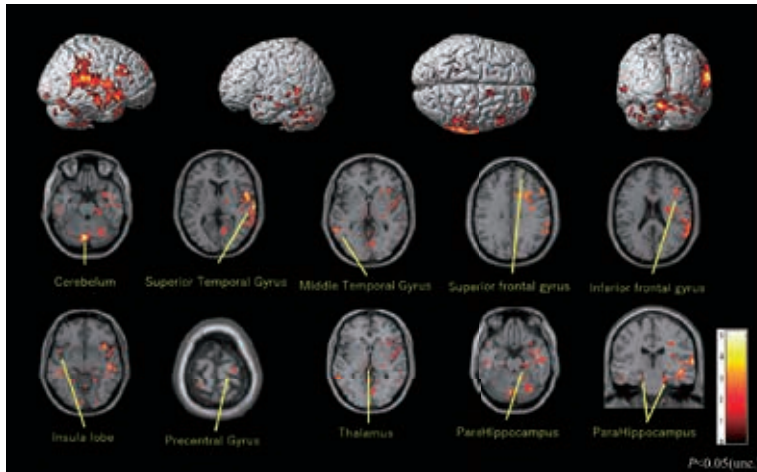 Cerebelum
Superior Temporal Gyrus
Middle Temporal Gyrus
Superior frontal gyrus
Inferior frontal gyrus
Insula lobe
Precentral Gyrus
Thalamus
ParaHippocampus
ParaHippocampus
P<0.05(unc.